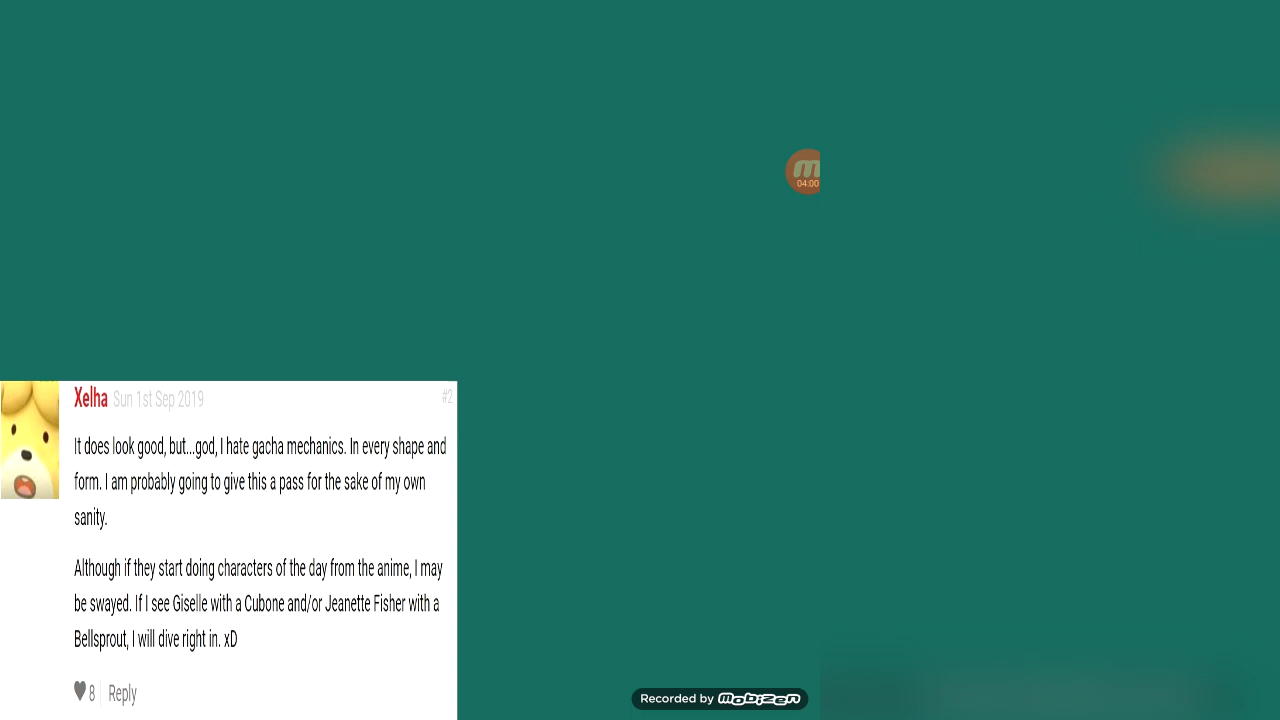 04:00
Xelha Sun 1st Sep 2019 #2
It does look good, but...god, I hate gacha mechanics. In every shape and
form. I am probably going to give this a pass for the sake of my own
sanity.
Although if they start doing characters of the day from the anime, I may
be swayed. If I see Giselle with a Cubone and/or Jeanette Fisher with a
Bellsprout, I will dive right in. xD
8 Reply
Recorded by mobizen